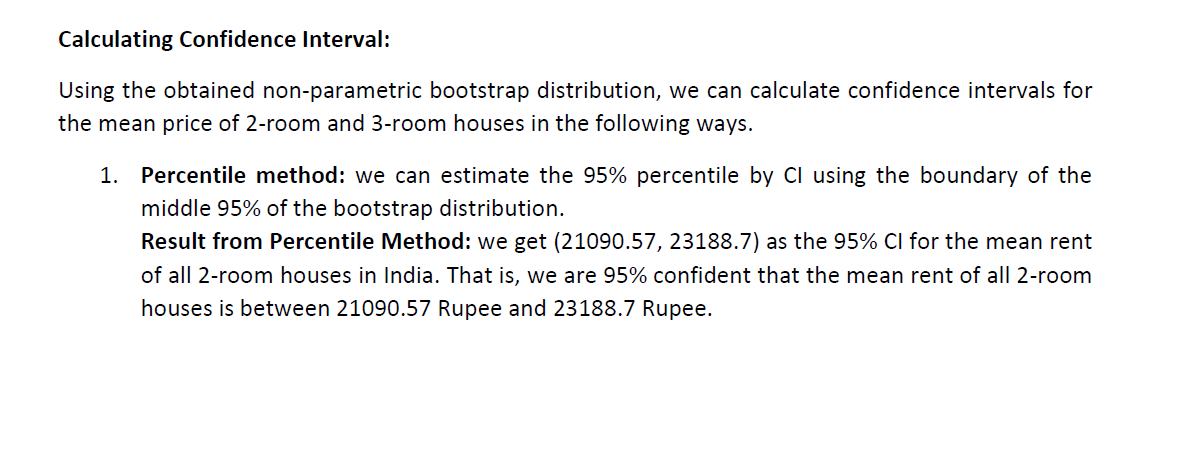 Calculating Confidence Interval:
Using the obtained non-parametric bootstrap distribution, we can calculate confidence intervals for
the mean price of 2-room and 3-room houses in the following ways.
1. Percentile method: we can estimate the 95% percentile by CI using the boundary of the
middle 95% of the bootstrap distribution.
Result from Percentile Method: we get (21090.57, 23188.7) as the 95% CI for the mean rent
of all 2-room houses in India. That is, we are 95% confident that the mean rent of all 2-room
houses is between 21090.57 Rupee and 23188.7 Rupee.